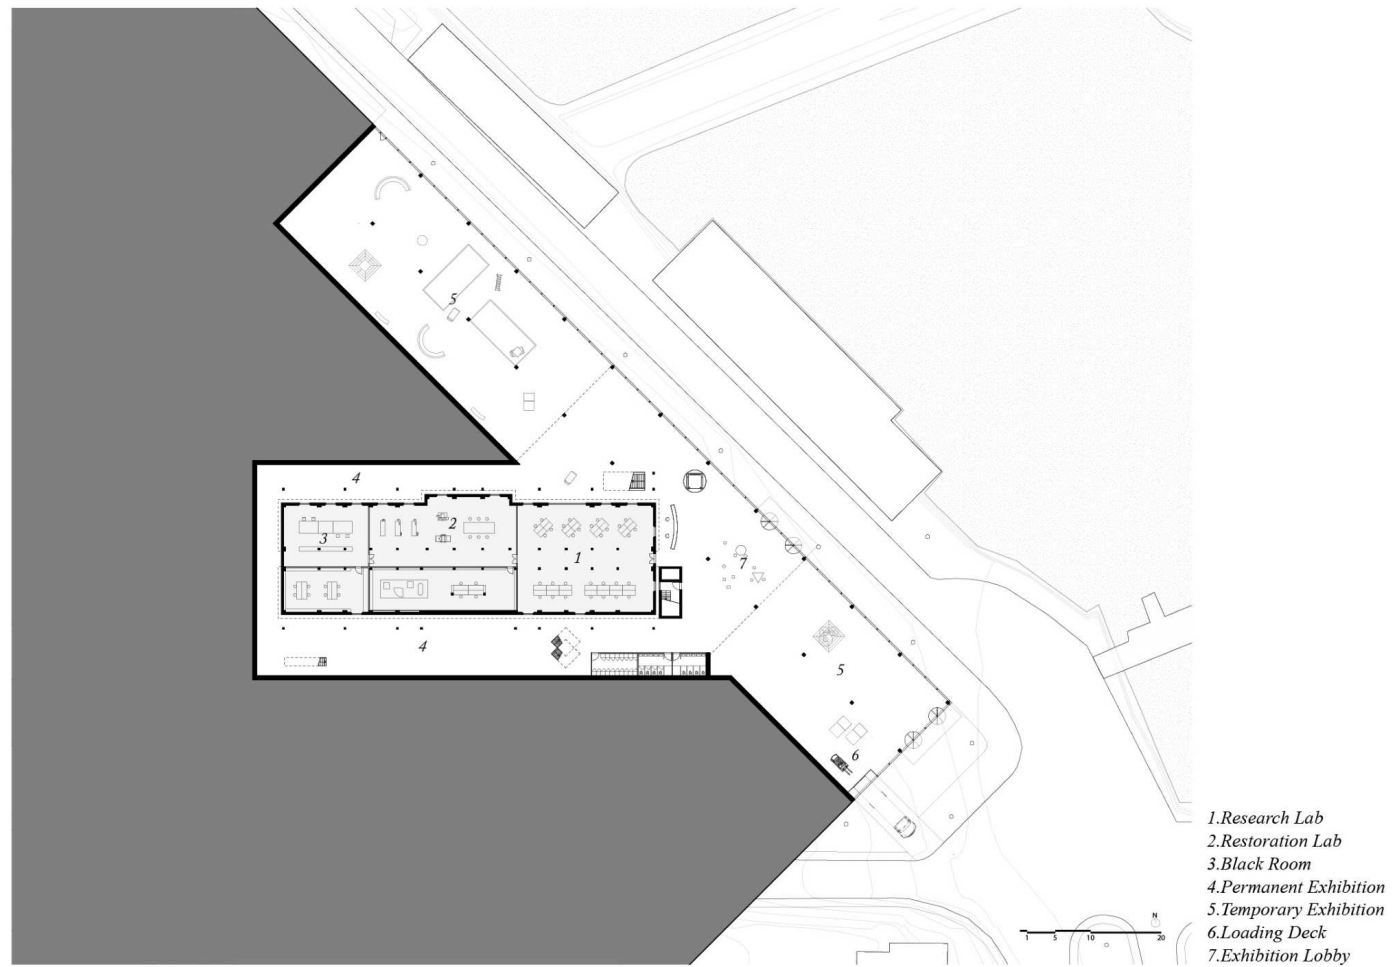 5
4
2
3
1
7
4
5
6
1.Research Lab
2.Restoration Lab
3.Black Room
4.Permanent Exhibition
5.Temporary Exhibition
6.Loading Deck
7.Exhibition Lobby
N
1 5 10 20